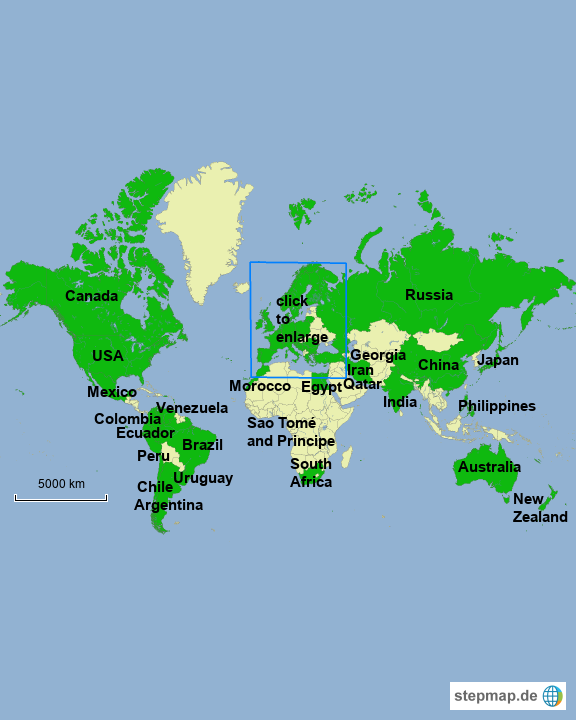 click
to
enlarge
Canada
Russia
USA
Georgia
Iran
China
Japan
Mexico
Morocco
Egypt
Qatar
India
Philippines
Venezuela
Colombia
Ecuador
Sao Tomé
and Principe
Brazil
Peru
South
Africa
Australia
Uruguay
Chile
Argentina
5000 km
New
Zealand
stepmap.de